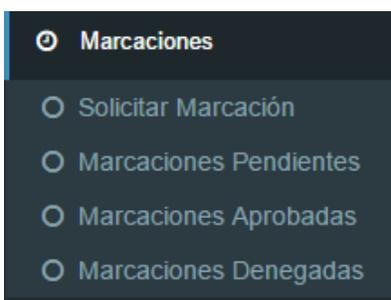 Marcaciones
Solicitar Marcación
Marcaciones Pendientes
Marcaciones Aprobadas
Marcaciones Denegadas